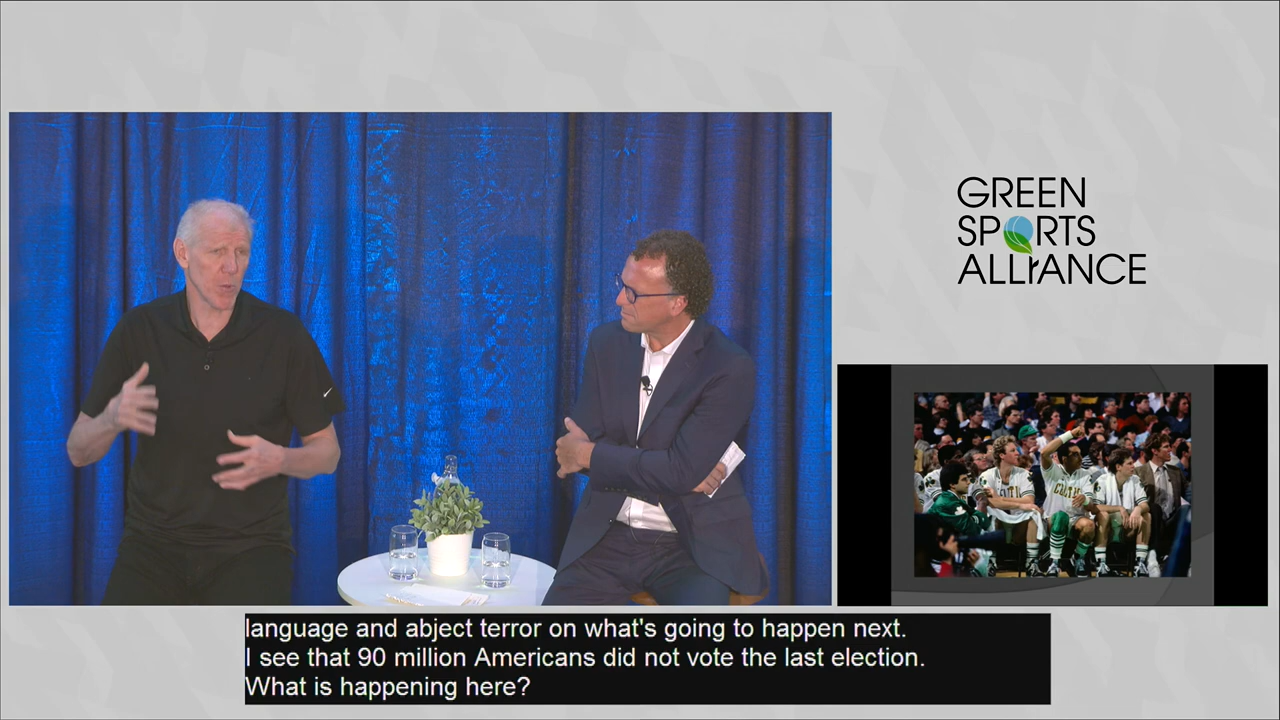 GREEN
SPORTS
ALLIANCE
CELTICS
language and abject terror on what's going to happen next.
I see that 90 million Americans did not vote the last election.
What is happening here?